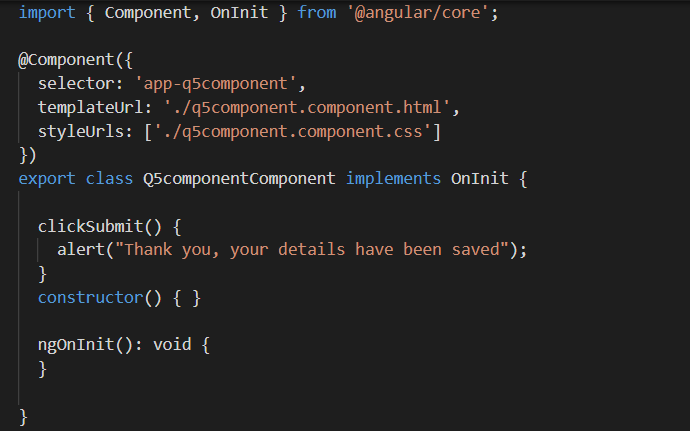 import { Component, OnInit } from '@angular/core';
@Component({
selector: 'app-q5component',
templateUrl: './q5component.component.html',
styleUrls: ['./q5component.component.css']
})
export class Q5componentComponent implements OnInit {
clickSubmit() {
alert("Thank you, your details have been saved");
}
constructor() { }
ngOnInit(): void {
}
}